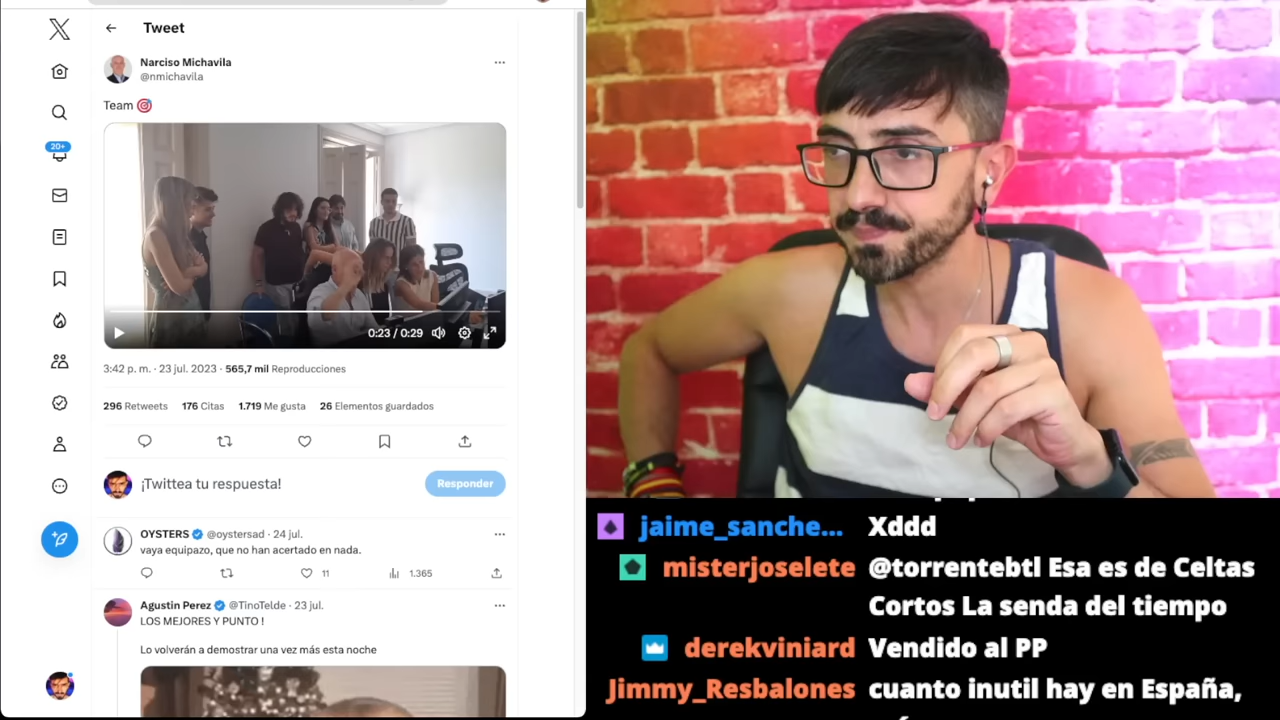 Tweet
Narciso Michavila
@nmichavila
Team
0:23 / 0:29
3:42 p. m. · 23 jul. 2023 · 565,7 mil Reproducciones
296 Retweets 176 Citas 1.719 Me gusta 26 Elementos guardados
20+
¡Twittea tu respuesta!
Responder
OYSTERS @oystersad · 24 jul.
vaya equipazo, que no han acertado en nada.
11 1.365
Agustin Perez @TinoTelde · 23 jul.
LOS MEJORES Y PUNTO !
Lo volverán a demostrar una vez más esta noche
jaime_sanche... Xddd
misterjoselete @torrentebtl Esa es de Celtas
Cortos La senda del tiempo
derekviniard Vendido al PP
Jimmy_Resbalones cuanto inutil hay en España,